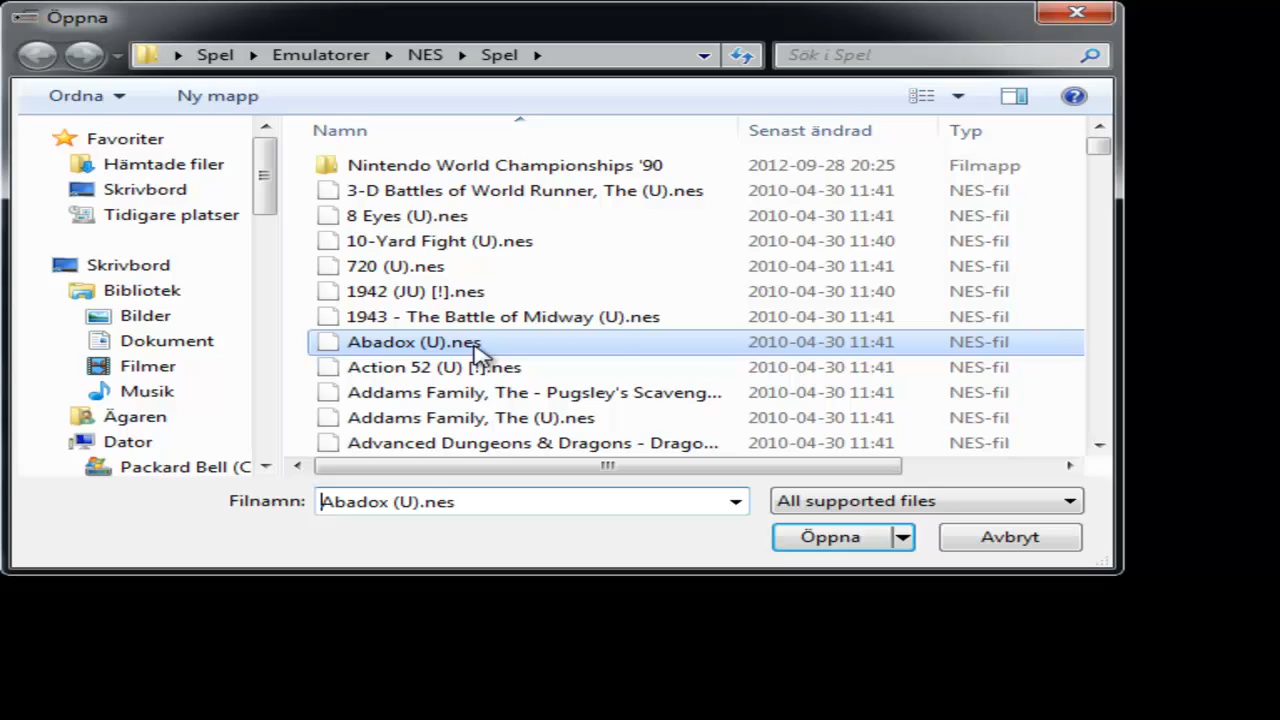 Öppna
Spel Emulatorer NES Spel
Sök i Spel
Ordna Ny mapp
Namn Senast ändrad Typ
Favoriter
Hämtade filer
Skrivbord
Tidigare platser
Skrivbord
Bibliotek
Bilder
Dokument
Filmer
Musik
Ägaren
Dator
Packard Bell (C
Nintendo World Championships '90 2012-09-28 20:25 Filmapp
3-D Battles of World Runner, The (U).nes 2010-04-30 11:41 NES-fil
8 Eyes (U).nes 2010-04-30 11:41 NES-fil
10-Yard Fight (U).nes 2010-04-30 11:40 NES-fil
720 (U).nes 2010-04-30 11:41 NES-fil
1942 (JU) [!].nes 2010-04-30 11:40 NES-fil
1943 - The Battle of Midway (U).nes 2010-04-30 11:41 NES-fil
Abadox (U).nes 2010-04-30 11:41 NES-fil
Action 52 (U) [!].nes 2010-04-30 11:41 NES-fil
Addams Family, The - Pugsley's Scaveng... 2010-04-30 11:41 NES-fil
Addams Family, The (U).nes 2010-04-30 11:41 NES-fil
Advanced Dungeons & Dragons - Drago... 2010-04-30 11:41 NES-fil
Filnamn: Abadox (U).nes All supported files
Öppna Avbryt